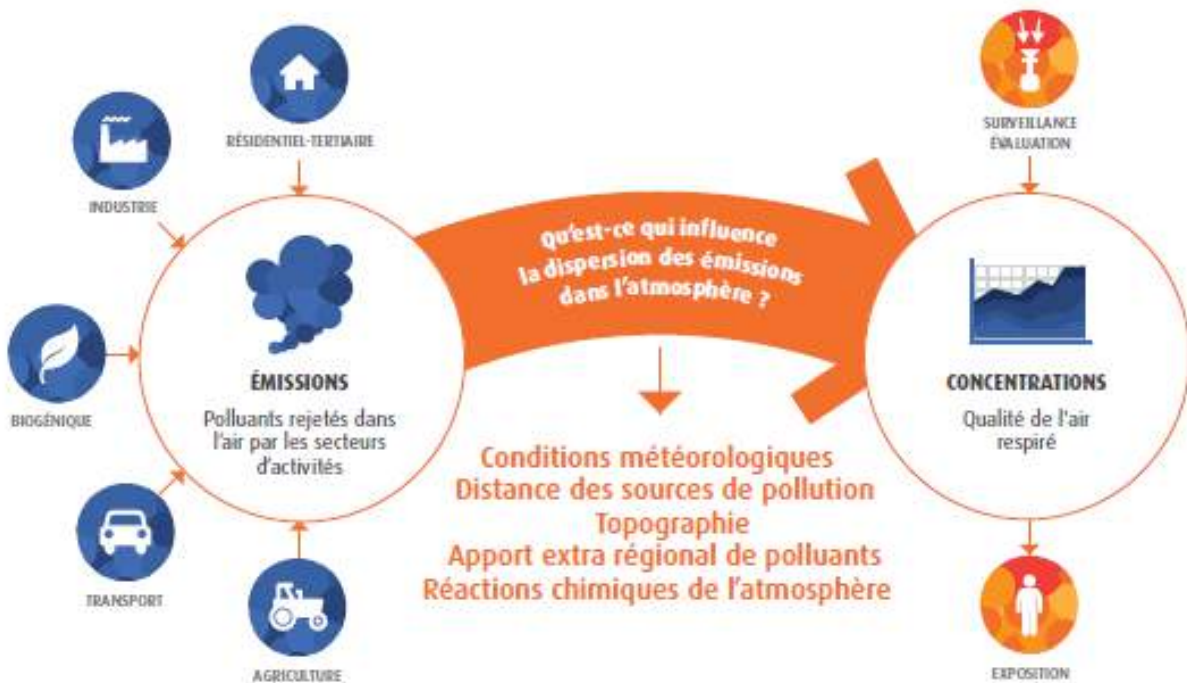 RÉSIDENTIEL-TERTIAIRE
INDUSTRIE
BIOGÉNIQUE
TRANSPORT
AGRICULTURE
ÉMISSIONS
Polluants rejetés dans
l'air par les secteurs
d'activités
Qu'est-ce qui influence
la dispersion des émissions
dans l'atmosphère ?
Conditions météorologiques
Distance des sources de pollution
Topographie
Apport extra régional de polluants
Réactions chimiques de l'atmosphère
SURVEILLANCE
ÉVALUATION
CONCENTRATIONS
Qualité de l'air
respiré
EXPOSITION